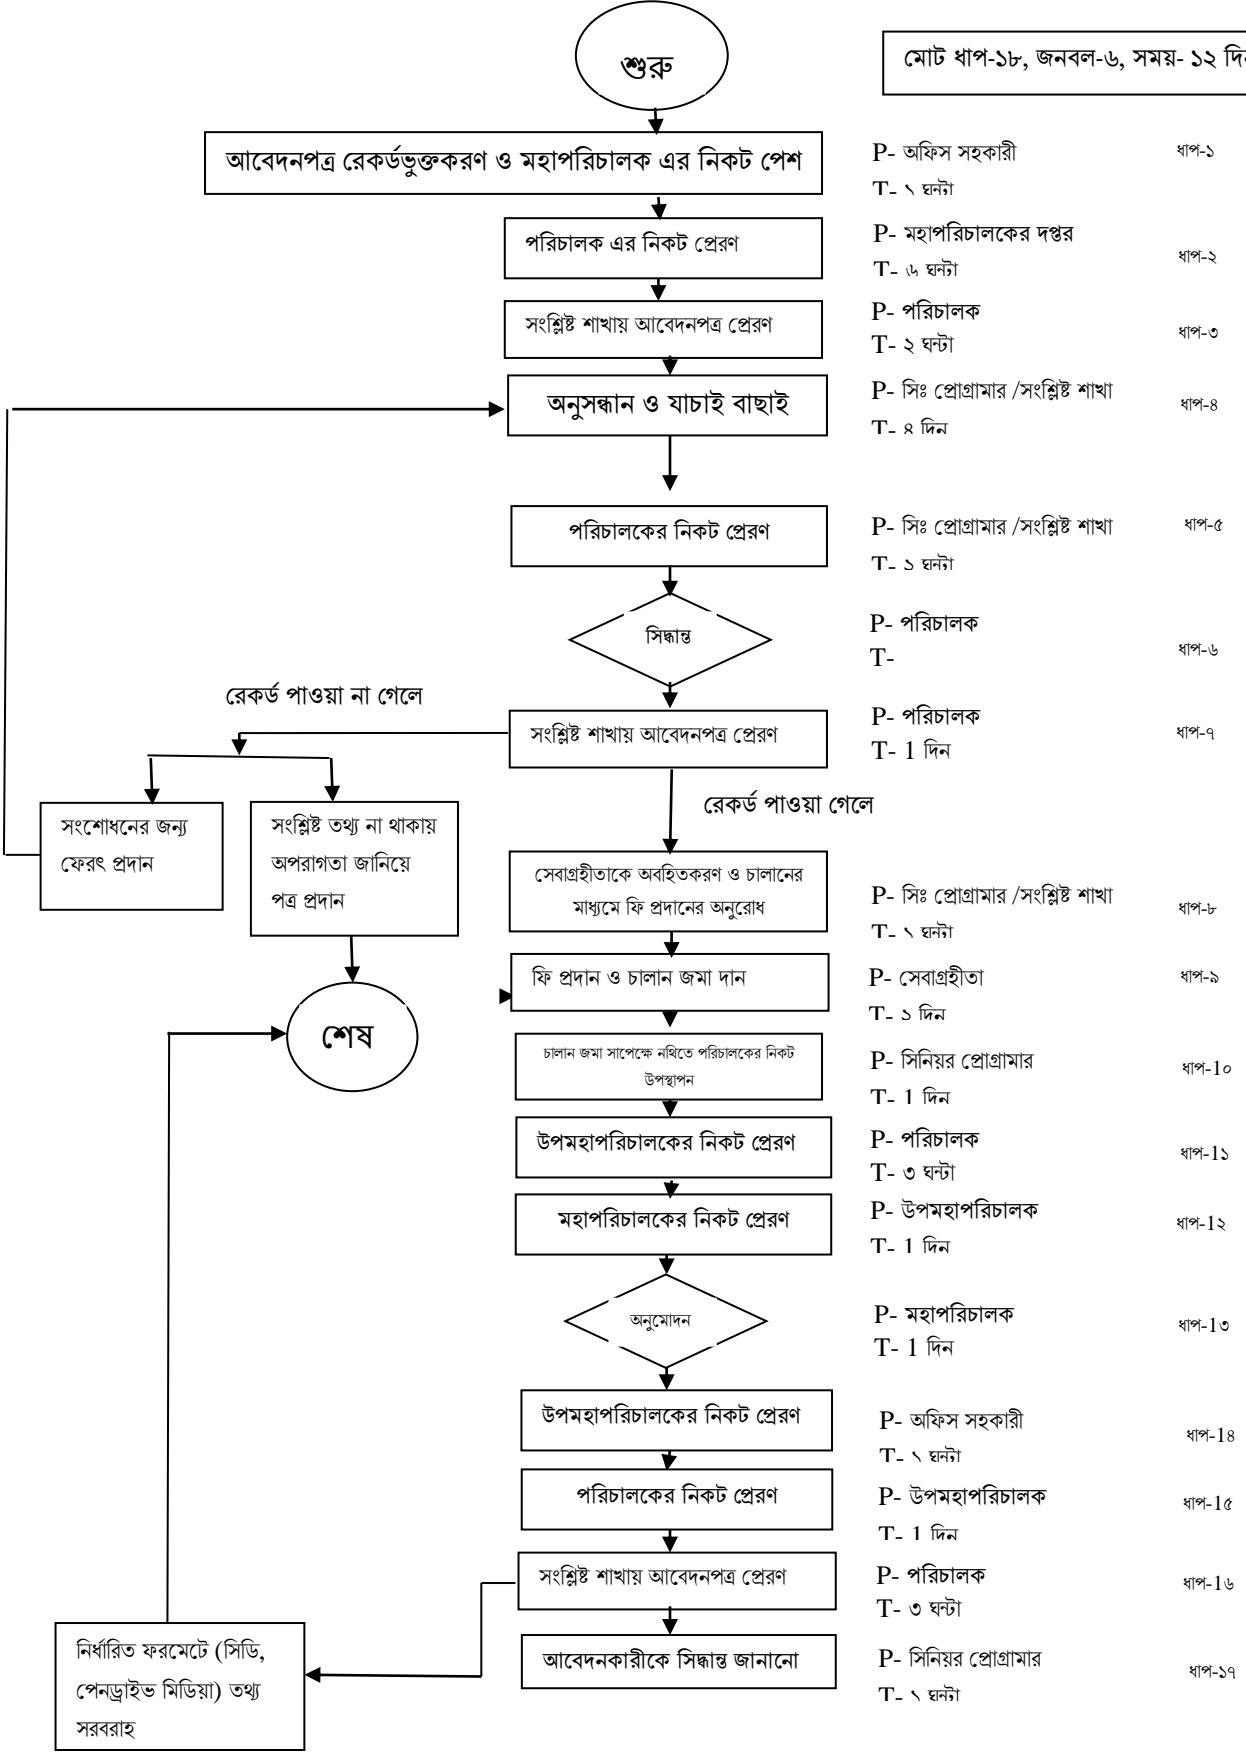 শুরু
মোট ধাপ-১৮, জনবল-৬, সময়- ১২ দিন
আবেদনপত্র রেকর্ডভুক্তকরণ ও মহাপরিচালক এর নিকট পেশ
P- অফিস সহকারী
ধাপ-১
T- ১ ঘন্টা
পরিচালক এর নিকট প্রেরণ
P- মহাপরিচালকের দপ্তর
ধাপ-২
T- ৬ ঘন্টা
সংশ্লিষ্ট শাখায় আবেদনপত্র প্রেরণ
P- পরিচালক
ধাপ-৩
T- ২ ঘন্টা
অনুসন্ধান ও যাচাই বাছাই
P- সিঃ প্রোগ্রামার /সংশ্লিষ্ট শাখা
ধাপ-৪
T- ৪ দিন
পরিচালকের নিকট প্রেরণ
P- সিঃ প্রোগ্রামার /সংশ্লিষ্ট শাখা
ধাপ-৫
T- ১ ঘন্টা
সিদ্ধান্ত
P- পরিচালক
T-
ধাপ-৬
রেকর্ড পাওয়া না গেলে
সংশ্লিষ্ট শাখায় আবেদনপত্র প্রেরণ
P- পরিচালক
T- 1 দিন
ধাপ-৭
রেকর্ড পাওয়া গেলে
সংশোধনের জন্য
ফেরৎ প্রদান
সংশ্লিষ্ট তথ্য না থাকায়
অপরাগতা জানিয়ে
পত্র প্রদান
সেবাগ্রহীতাকে অবহিতকরণ ও চালানের
মাধ্যমে ফি প্রদানের অনুরোধ
P- সিঃ প্রোগ্রামার /সংশ্লিষ্ট শাখা
ধাপ-৮
T- ১ ঘন্টা
ফি প্রদান ও চালান জমা দান
P- সেবাগ্রহীতা
ধাপ-৯
T- ১ দিন
শেষ
চালান জমা সাপেক্ষে নথিতে পরিচালকের নিকট
উপস্থাপন
P- সিনিয়র প্রোগ্রামার
ধাপ-1০
T- 1 দিন
উপমহাপরিচালকের নিকট প্রেরণ
P- পরিচালক
ধাপ-1১
T- ৩ ঘন্টা
মহাপরিচালকের নিকট প্রেরণ
P- উপমহাপরিচালক
ধাপ-1২
T- 1 দিন
অনুমোদন
P- মহাপরিচালক
ধাপ-1৩
T- 1 দিন
উপমহাপরিচালকের নিকট প্রেরণ
P- অফিস সহকারী
ধাপ-1৪
T- ১ ঘন্টা
পরিচালকের নিকট প্রেরণ
P- উপমহাপরিচালক
ধাপ-1৫
T- 1 দিন
সংশ্লিষ্ট শাখায় আবেদনপত্র প্রেরণ
P- পরিচালক
ধাপ-1৬
T- ৩ ঘন্টা
নির্ধারিত ফরমেটে (সিডি,
পেনড্রাইভ মিডিয়া) তথ্য
সরবরাহ
আবেদনকারীকে সিদ্ধান্ত জানানো
P- সিনিয়র প্রোগ্রামার
ধাপ-১৭
T- ১ ঘন্টা